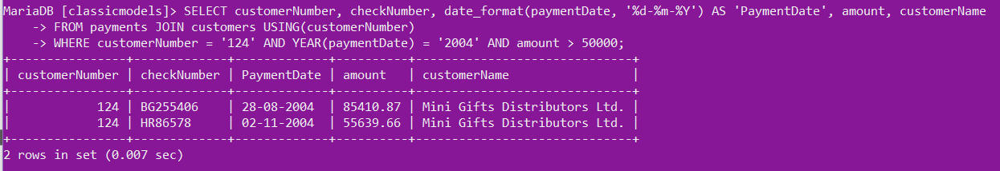 MariaDB [classicmodels]> SELECT customerNumber, checkNumber, date_format(paymentDate, '%d-%m-%Y') AS 'PaymentDate', amount, customerName
    -> FROM payments JOIN customers USING(customerNumber)
    -> WHERE customerNumber = '124' AND YEAR(paymentDate) = '2004' AND amount > 50000;
+----------------+-------------+-------------+----------+------------------------------+
| customerNumber | checkNumber | PaymentDate | amount   | customerName                 |
+----------------+-------------+-------------+----------+------------------------------+
|            124 | BG255406    | 28-08-2004  | 85410.87 | Mini Gifts Distributors Ltd. |
|            124 | HR86578     | 02-11-2004  | 55639.66 | Mini Gifts Distributors Ltd. |
+----------------+-------------+-------------+----------+------------------------------+
2 rows in set (0.007 sec)